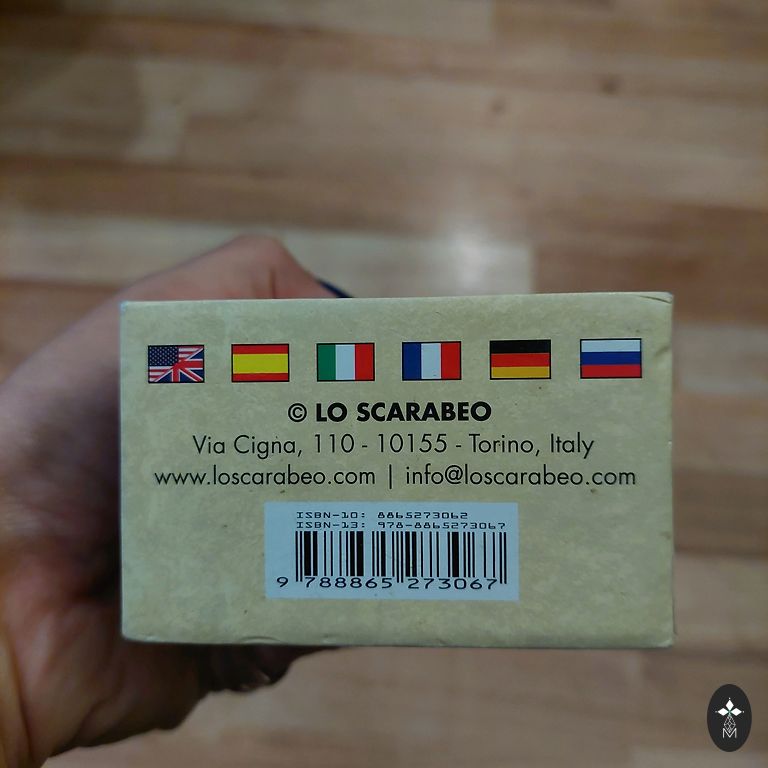 © LO SCARABEO
Via Cigna, 110 - 10155 - Torino, Italy
www.loscarabeo.com | info@loscarabeo.com
ISBN-10: 8865273062
ISBN-13: 978-8865273067
9 788865 273067
M